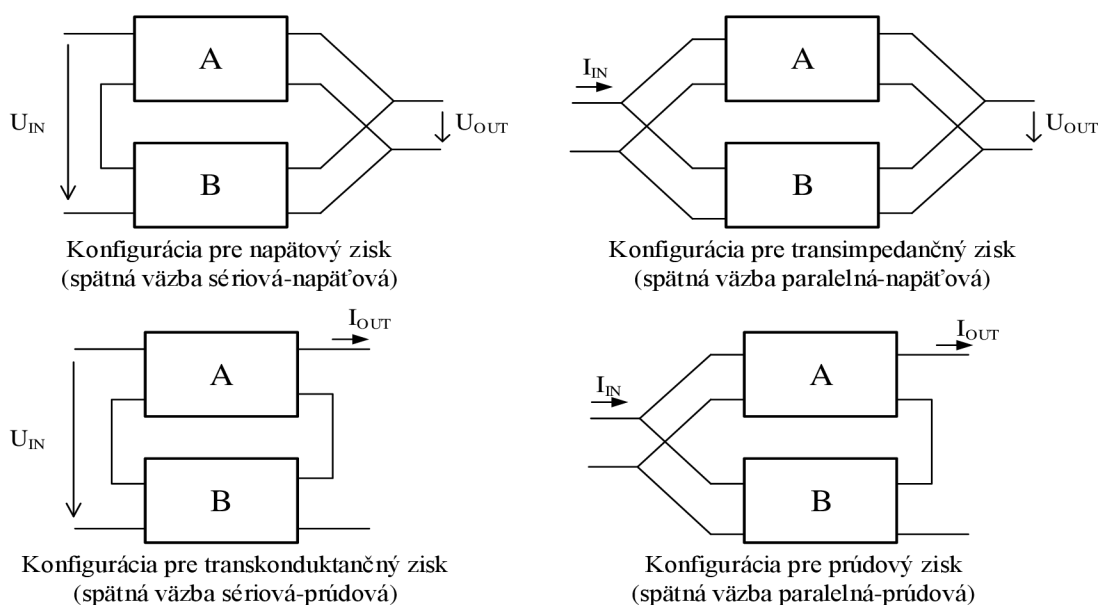 A
B
U_IN
U_OUT
Konfigurácia pre napätový zisk
(spätná väzba sériová-napäťová)
I_IN
A
B
U_OUT
Konfigurácia pre transimpedančný zisk
(spätná väzba paralelná-napäťová)
I_OUT
A
U_IN
B
Konfigurácia pre transkonduktančný zisk
(spätná väzba sériová-prúdová)
I_OUT
A
I_IN
B
Konfigurácia pre prúdový zisk
(spätná väzba paralelná-prúdová)